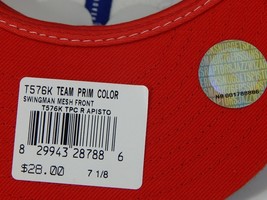 T576K TEAM PRIM COLOR
SWINGMAN MESH FRONT
T576K TPC R APISTO
8 29943 28788 6
$28.00 7 1/8